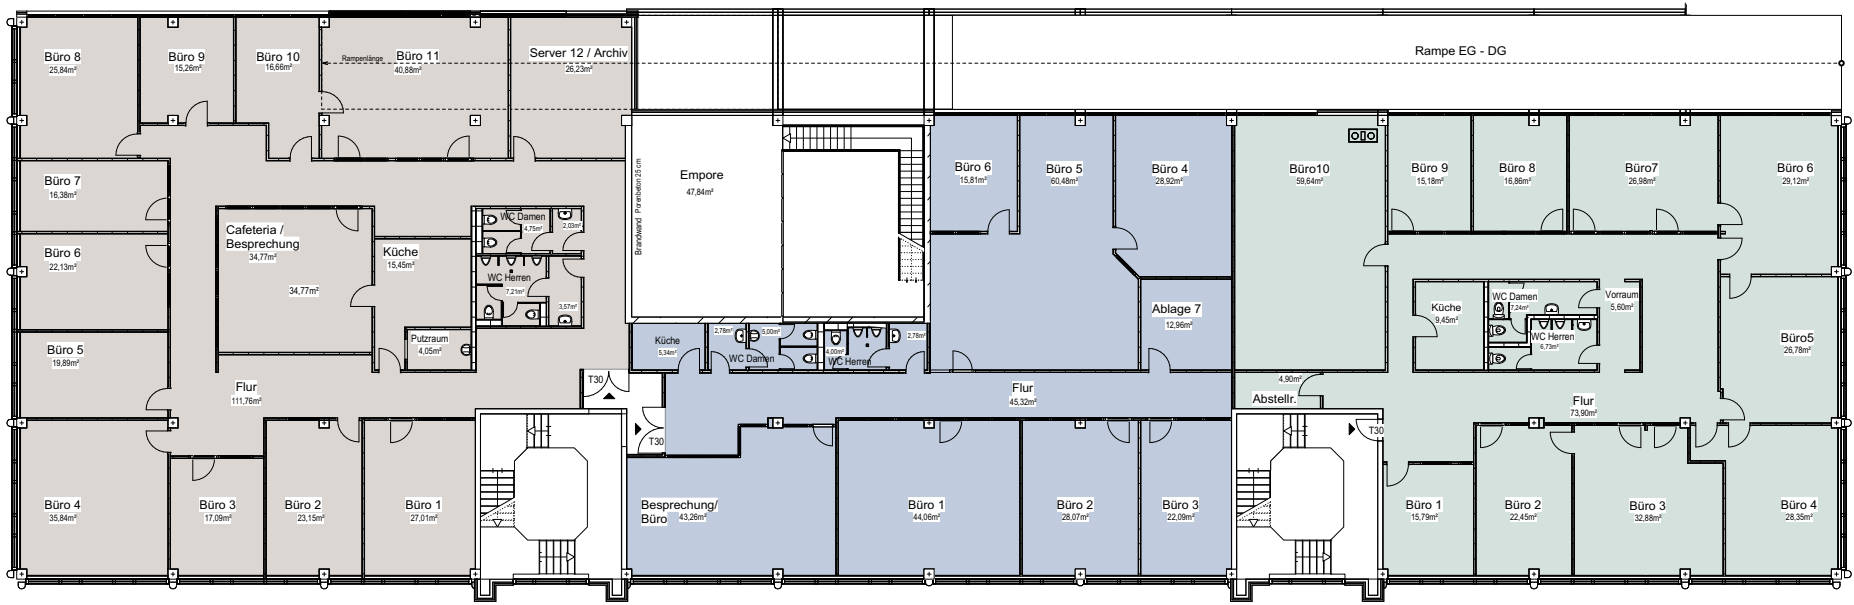 Büro 8
25,84m²
Büro 9
15,26m²
Büro 10
16,66m²
Rampenlänge
Büro 11
40,88m²
Server 12 / Archiv
26,23m²
Rampe EG - DG
Büro 7
16,38m²
Büro 6
22,13m²
Büro 5
19,89m²
Büro 4
35,84m²
Cafeteria /
Besprechung
34,77m²
34,77m²
Küche
15,45m²
Putzraum
4,05m²
WC Damen
4,75m²
2,03m²
WC Herren
7,21m²
3,57m²
Flur
111,76m²
Büro 3
17,09m²
Büro 2
23,15m²
Büro 1
27,01m²
T30
T30
Brandwand Porenbeton 25 cm
Empore
47,84m²
Büro 6
15,81m²
Büro 5
60,48m²
Büro 4
28,92m²
Ablage 7
12,96m²
Küche
5,34m²
2,78m²
5,00m²
WC Damen
4,00m²
WC Herren
2,78m²
Flur
45,32m²
Besprechung/
Büro 43,26m²
Büro 1
44,06m²
Büro 2
28,07m²
Büro 3
22,09m²
Büro10
59,64m²
Büro 9
15,18m²
Büro 8
16,86m²
Büro7
26,98m²
Büro 6
29,12m²
Küche
9,45m²
WC Damen
7,24m²
Vorraum
5,60m²
WC Herren
6,73m²
Büro5
26,78m²
4,90m²
Abstellr.
Flur
73,90m²
T30
Büro 1
15,79m²
Büro 2
22,45m²
Büro 3
32,88m²
Büro 4
28,35m²